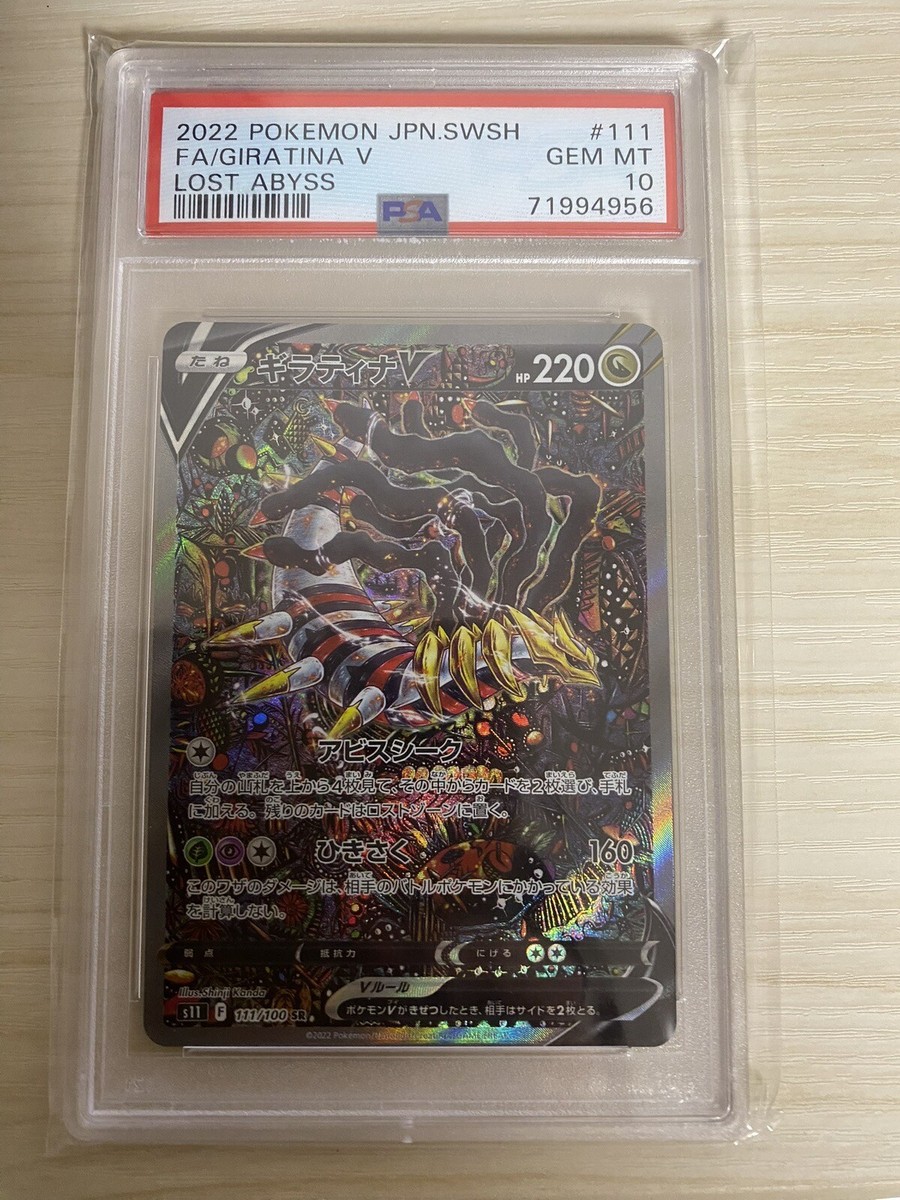 2022 POKEMON JPN.SWSH #111
FA/GIRATINA V GEM MT
LOST ABYSS 10
PSA 71994956
たね ギラティナV HP 220
アビスシーク
自分の山札を上から4枚見て、その中からカードを2枚選び、手札
に加える。残りのカードはロストゾーンに置く。
ひきさく 160
このワザのダメージは、相手のバトルポケモンにかかっている効果
を計算しない。
弱点 抵抗力 にげる
Illus.Shinji Kanda
Vルール
s11 F 111/100 SR ポケモンVがきぜつしたとき、相手はサイドを2枚とる。
©2022 Pokémon